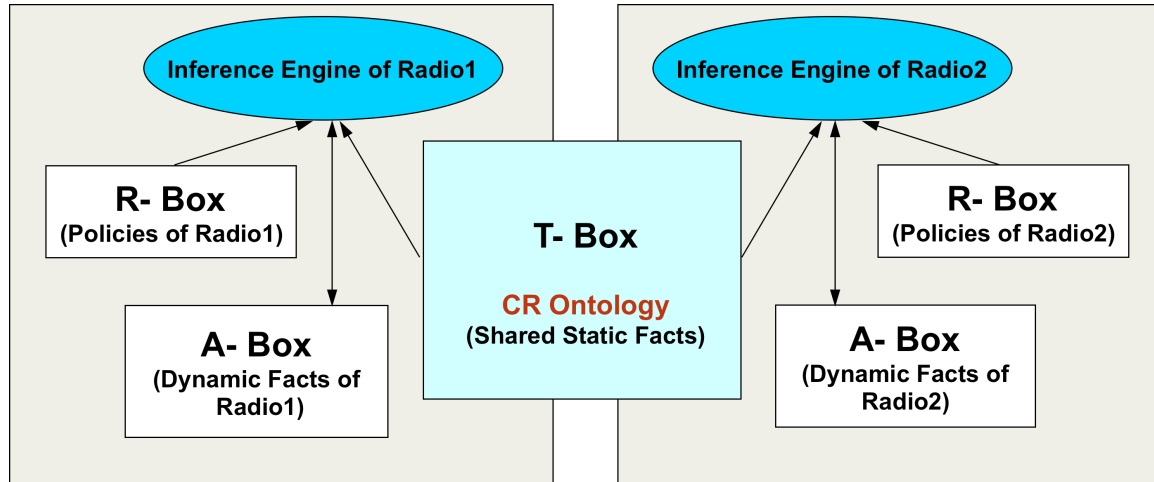 Inference Engine of Radio1
Inference Engine of Radio2
R- Box
(Policies of Radio1)
T- Box
CR Ontology
(Shared Static Facts)
R- Box
(Policies of Radio2)
A- Box
(Dynamic Facts of
Radio1)
A- Box
(Dynamic Facts of
Radio2)